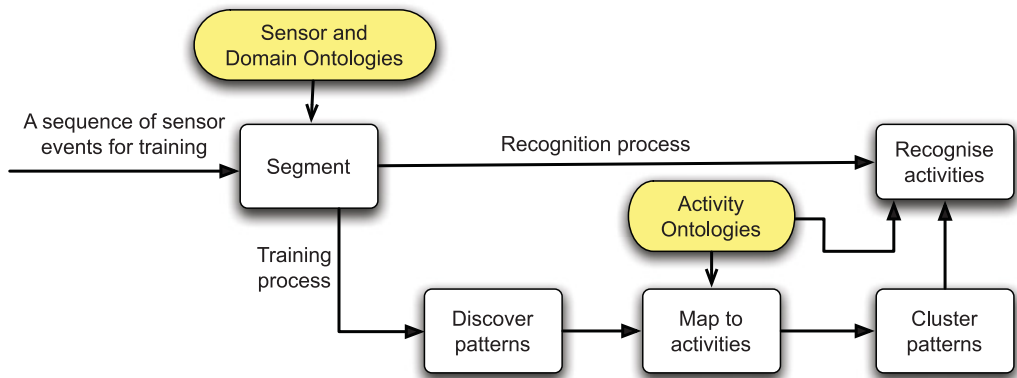 Sensor and
Domain Ontologies
A sequence of sensor
events for training
Segment
Recognition process
Recognise
activities
Activity
Ontologies
Training
process
Discover
patterns
Map to
activities
Cluster
patterns